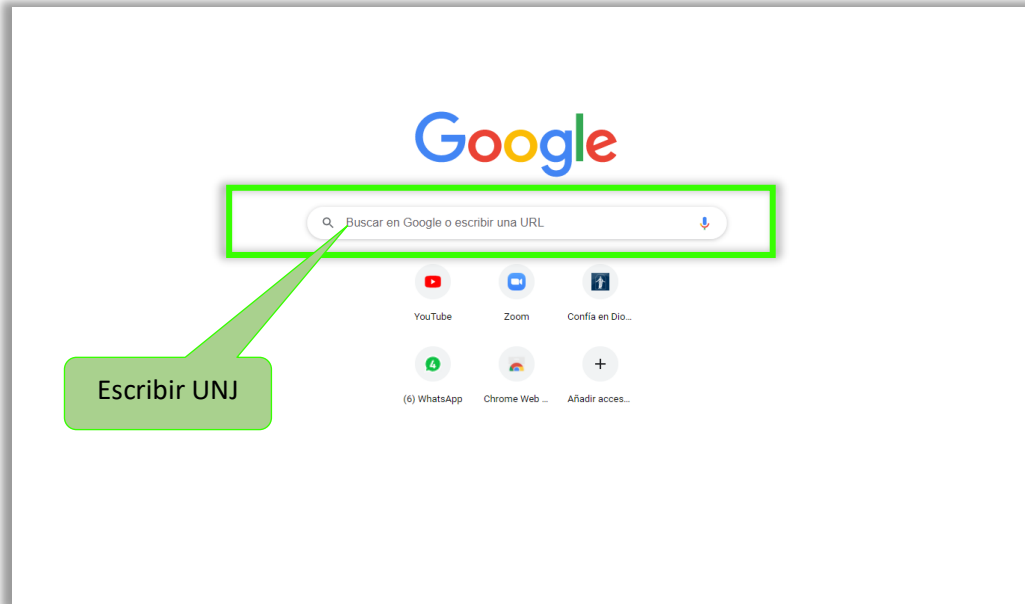 Google
Buscar en Google o escribir una URL
YouTube
Zoom
Confía en Dio...
Escribir UNJ
4
(6) WhatsApp
Chrome Web ...
Añadir acces...